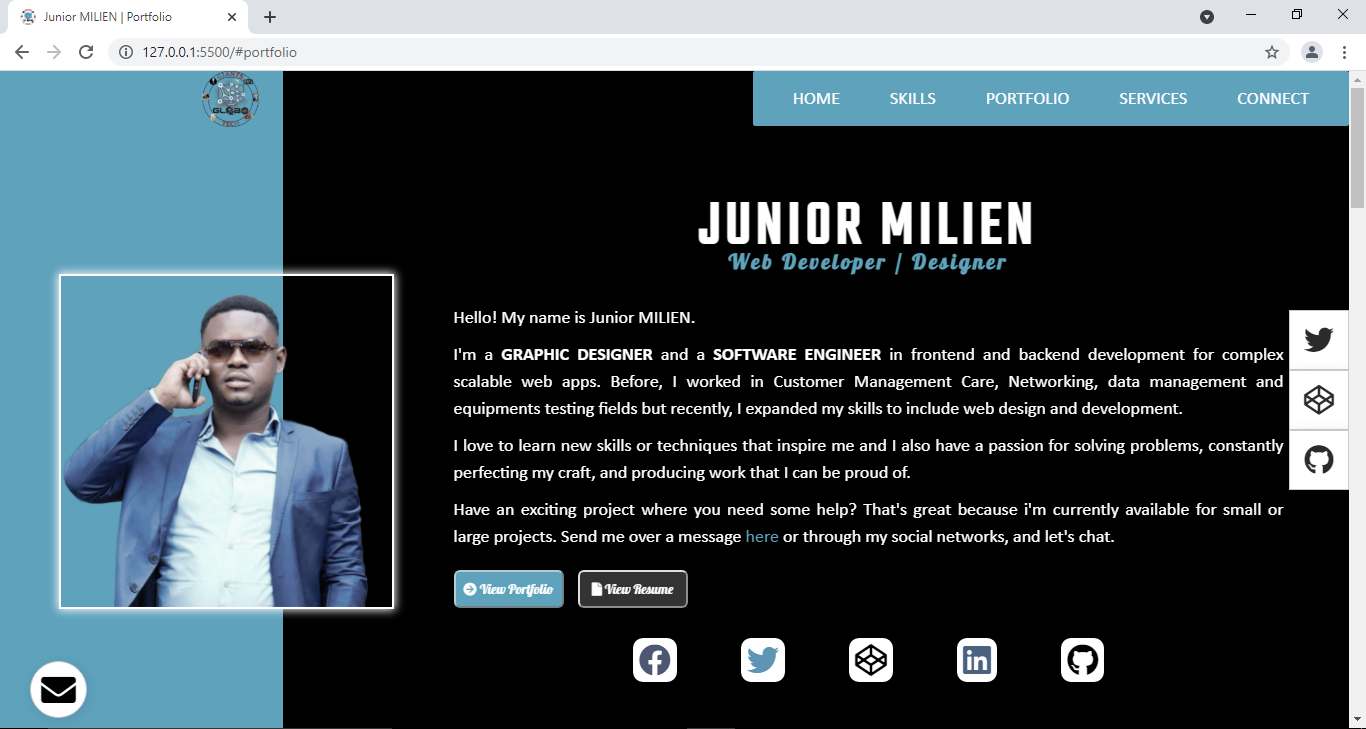 Junior MILIEN | Portfolio
127.0.0.1:5500/#portfolio
GLOBO
TECH
HOME SKILLS PORTFOLIO SERVICES CONNECT
JUNIOR MILIEN
Web Developer | Designer
Hello! My name is Junior MILIEN.
I'm a GRAPHIC DESIGNER and a SOFTWARE ENGINEER in frontend and backend development for complex
scalable web apps. Before, I worked in Customer Management Care, Networking, data management and
equipments testing fields but recently, I expanded my skills to include web design and development.
I love to learn new skills or techniques that inspire me and I also have a passion for solving problems, constantly
perfecting my craft, and producing work that I can be proud of.
Have an exciting project where you need some help? That's great because i'm currently available for small or
large projects. Send me over a message here or through my social networks, and let's chat.
View Portfolio View Resume